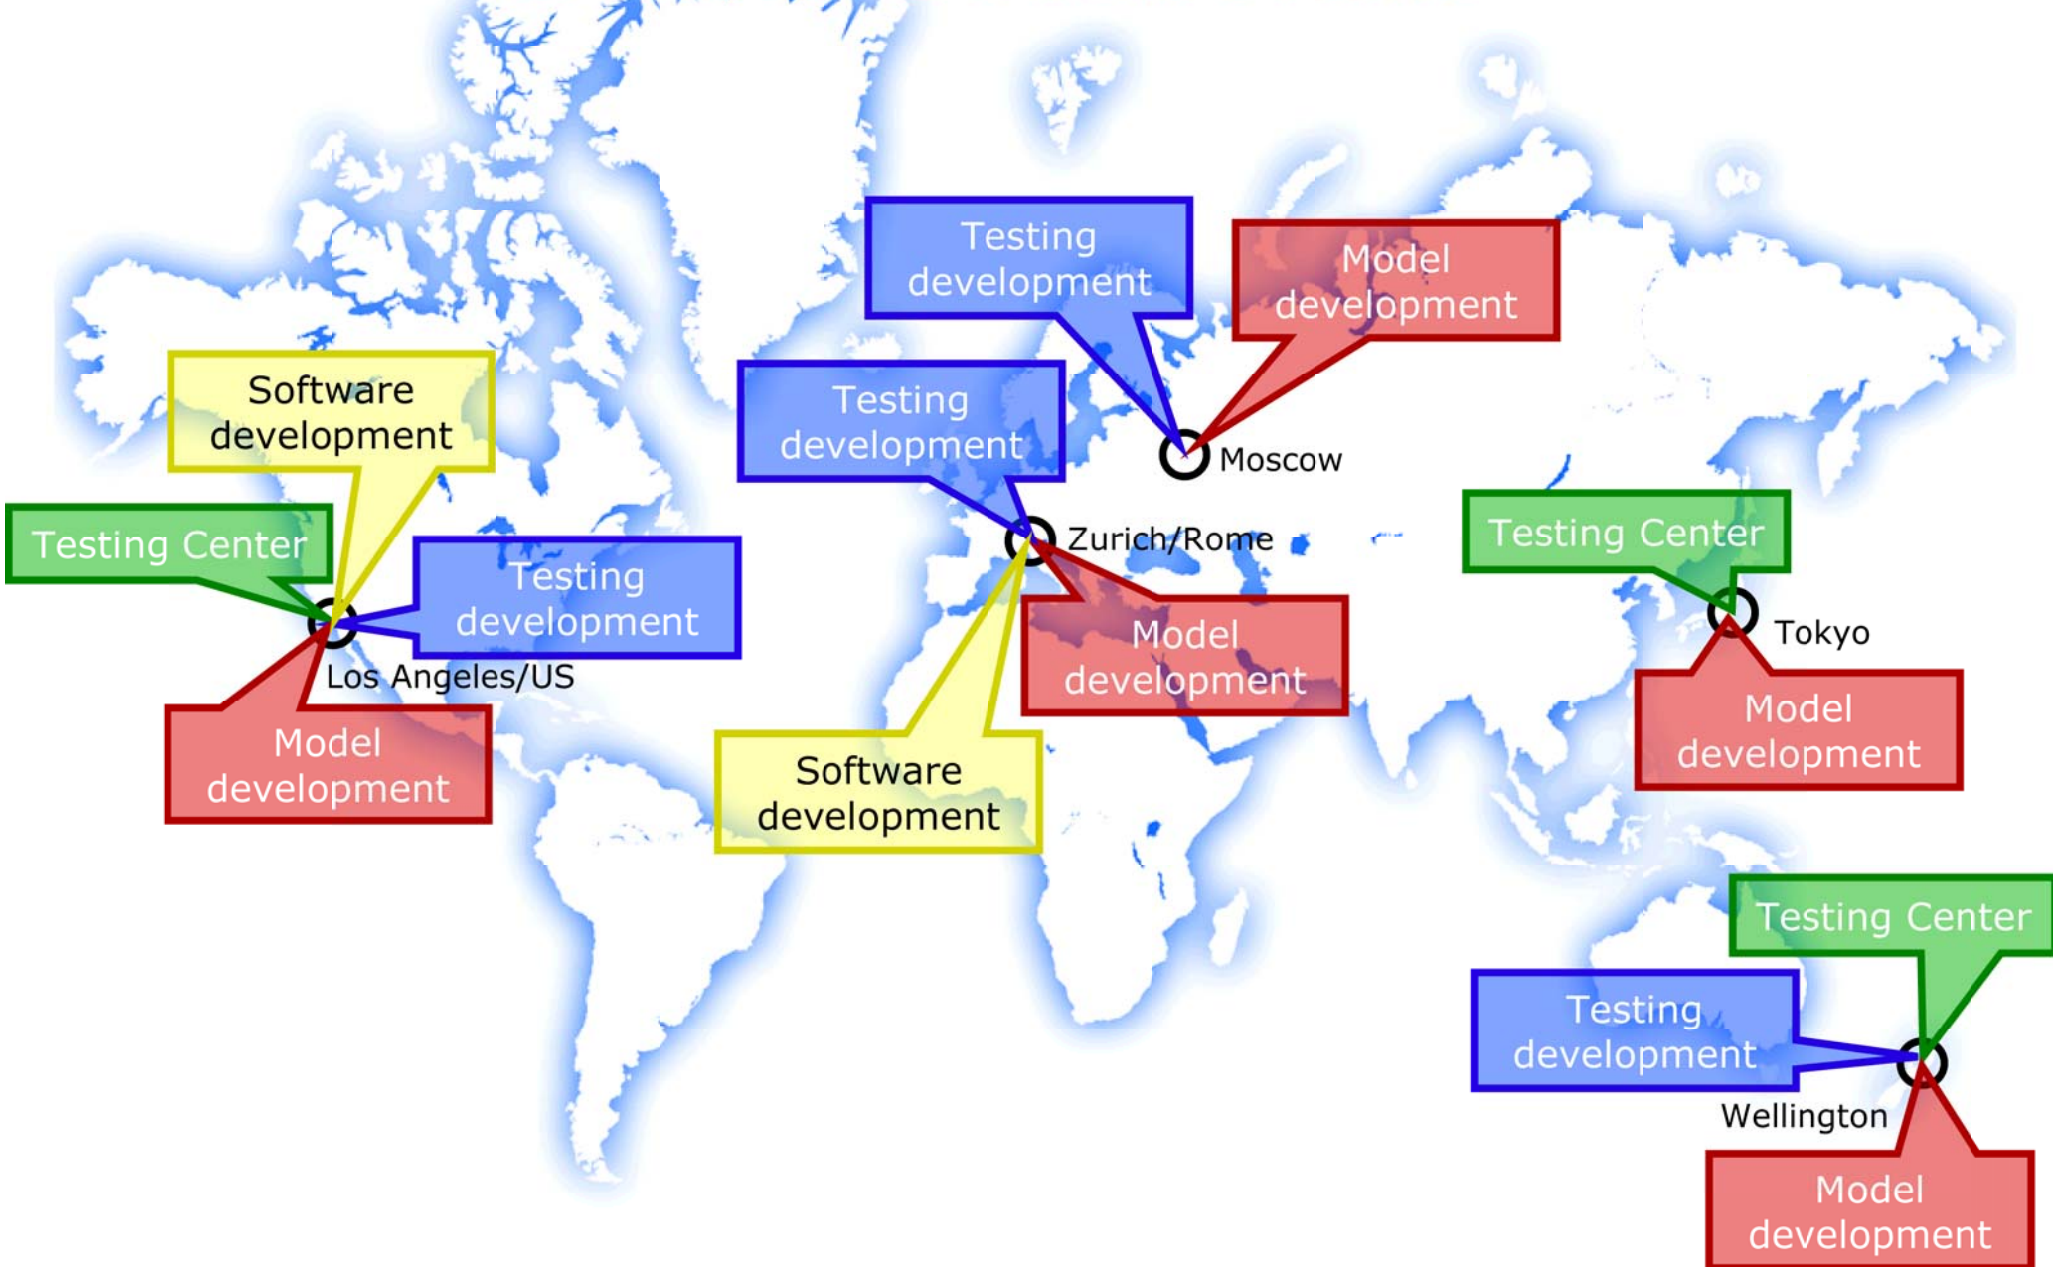 Testing
development
Model
development
Testing
development
Moscow
Software
development
Testing Center
Testing
development
Los Angeles/US
Model
development
Zurich/Rome
Model
development
Software
development
Testing Center
Tokyo
Model
development
Testing Center
Testing
development
Wellington
Model
development